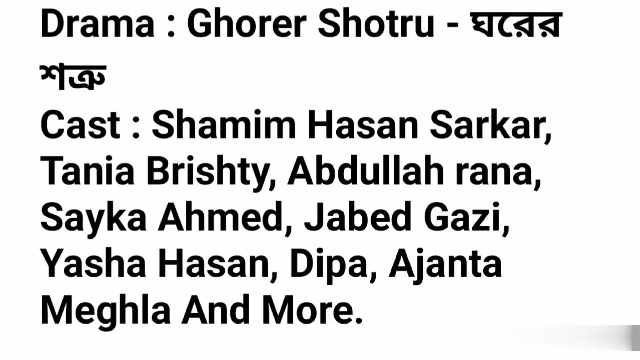 Drama : Ghorer Shotru - ঘরের
শত্রু
Cast : Shamim Hasan Sarkar,
Tania Brishty, Abdullah rana,
Sayka Ahmed, Jabed Gazi,
Yasha Hasan, Dipa, Ajanta
Meghla And More.